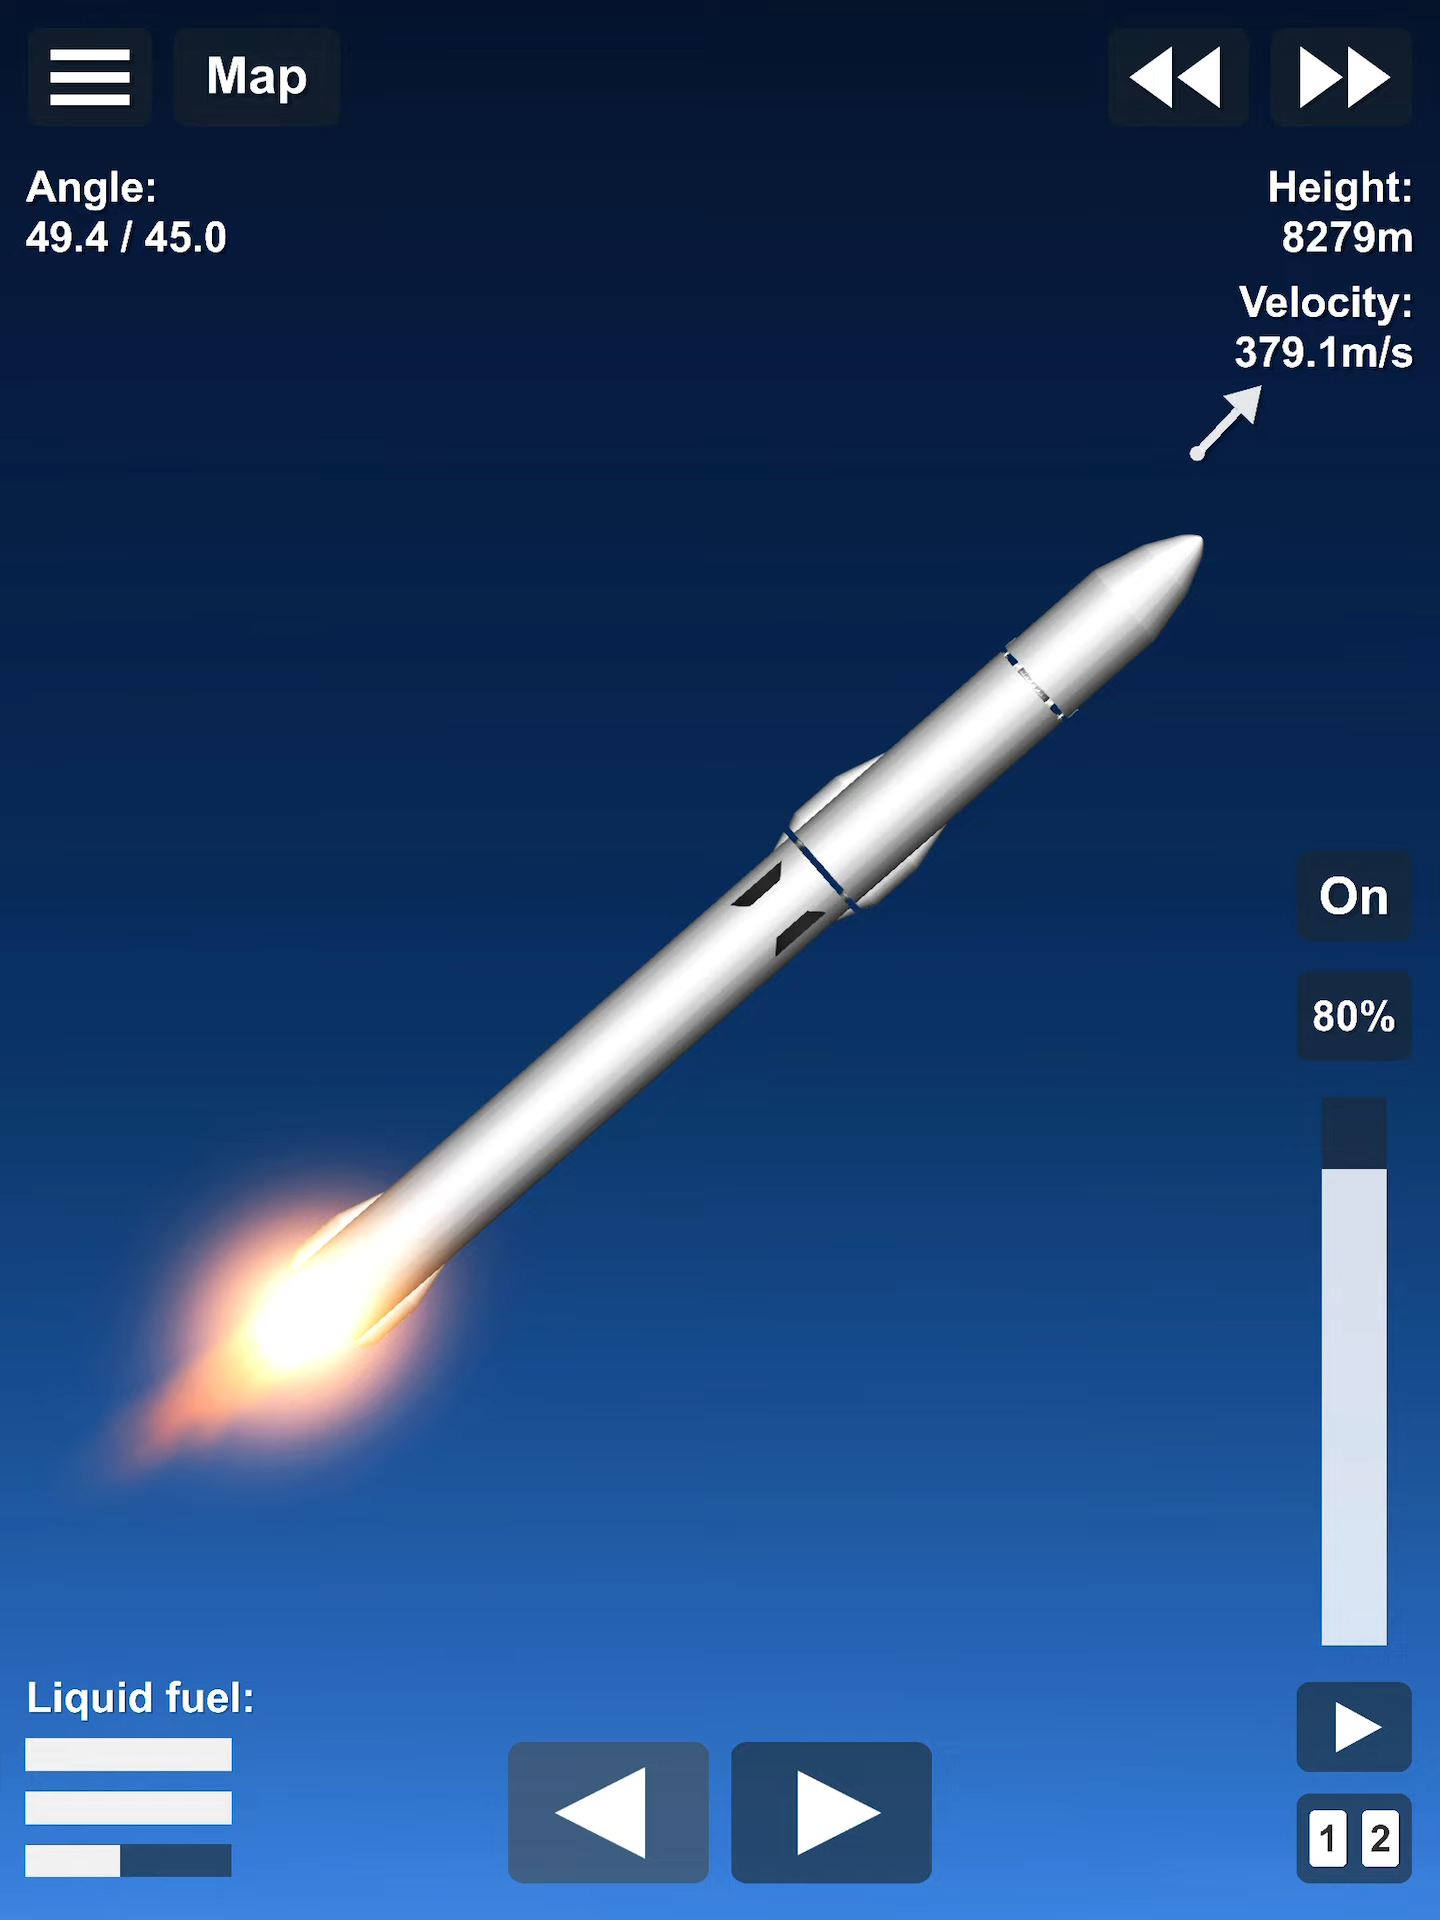 Map
Angle:
49.4 / 45.0
Height:
8279m
Velocity:
379.1m/s
On
80%
Liquid fuel:
1 2